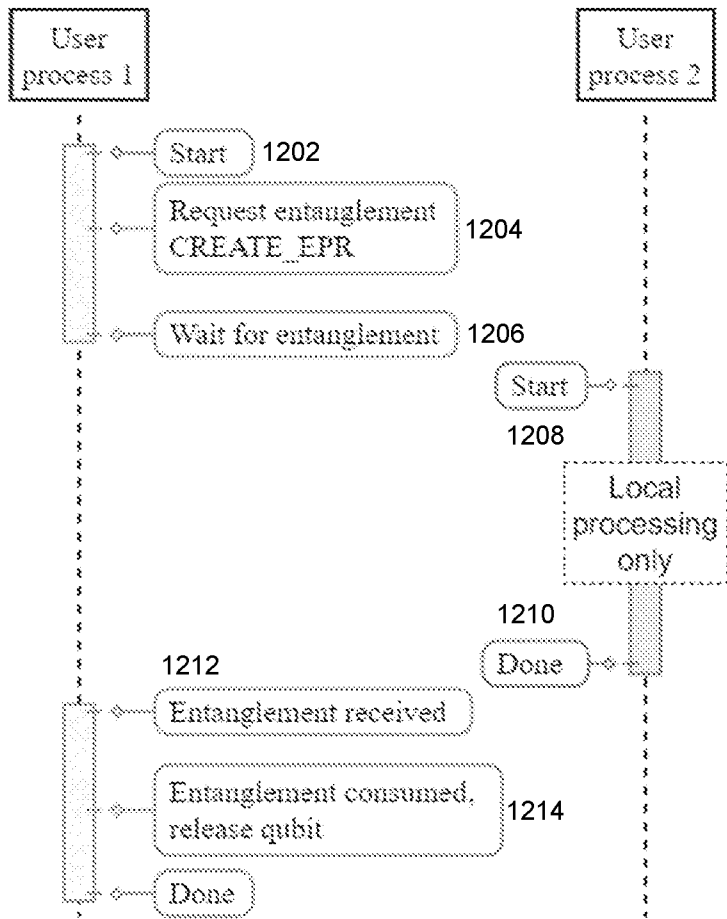 User
process 1
User
process 2
Start 1202
Request entanglement
CREATE_EPR
1204
Wait for entanglement 1206
Start
1208
Local
processing
only
1210
Done
1212
Entanglement received
Entanglement consumed,
release qubit
1214
Done